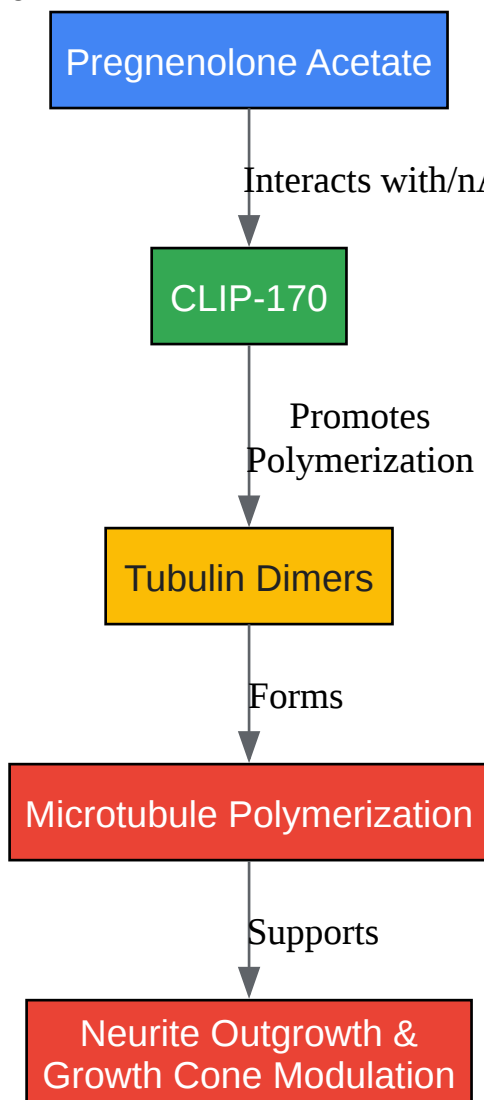 Pregnenolone Acetate
Interacts with/nA
CLIP-170
Promotes
Polymerization
Tubulin Dimers
Forms
Microtubule Polymerization
Supports
Neurite Outgrowth &
Growth Cone Modulation